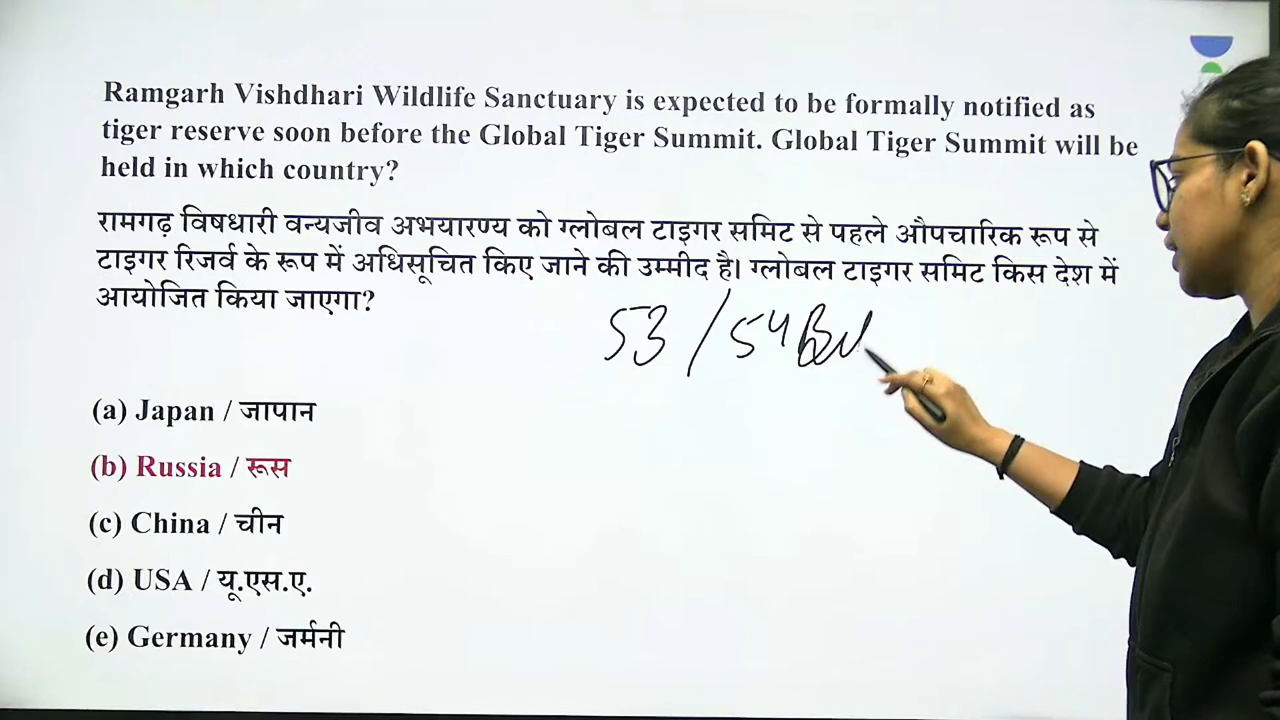 Ramgarh Vishdhari Wildlife Sanctuary is expected to be formally notified as
tiger reserve soon before the Global Tiger Summit. Global Tiger Summit will be
held in which country?
रामगढ़ विषधारी वन्यजीव अभयारण्य को ग्लोबल टाइगर समिट से पहले औपचारिक रूप से
टाइगर रिजर्व के रूप में अधिसूचित किए जाने की उम्मीद है। ग्लोबल टाइगर समिट किस देश में
आयोजित किया जाएगा?
53 / 54
(a) Japan / जापान
(b) Russia / रूस
(c) China / चीन
(d) USA / यू.एस.ए.
(e) Germany / जर्मनी